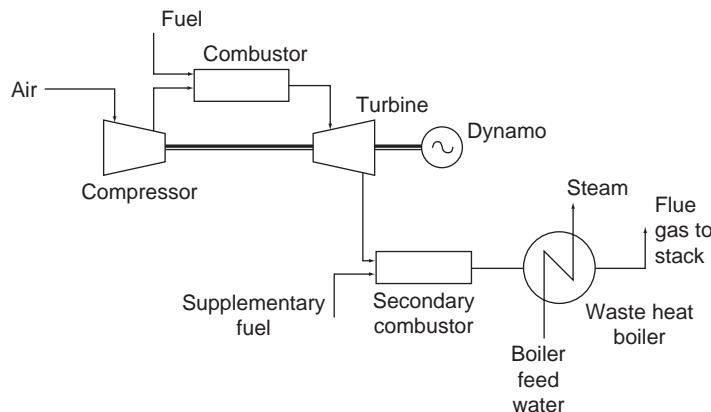 Fuel
Combustor
Air
Turbine
Dynamo
Compressor
Steam
Flue
gas to
stack
Supplementary
fuel
Secondary
combustor
Waste heat
boiler
Boiler
feed
water